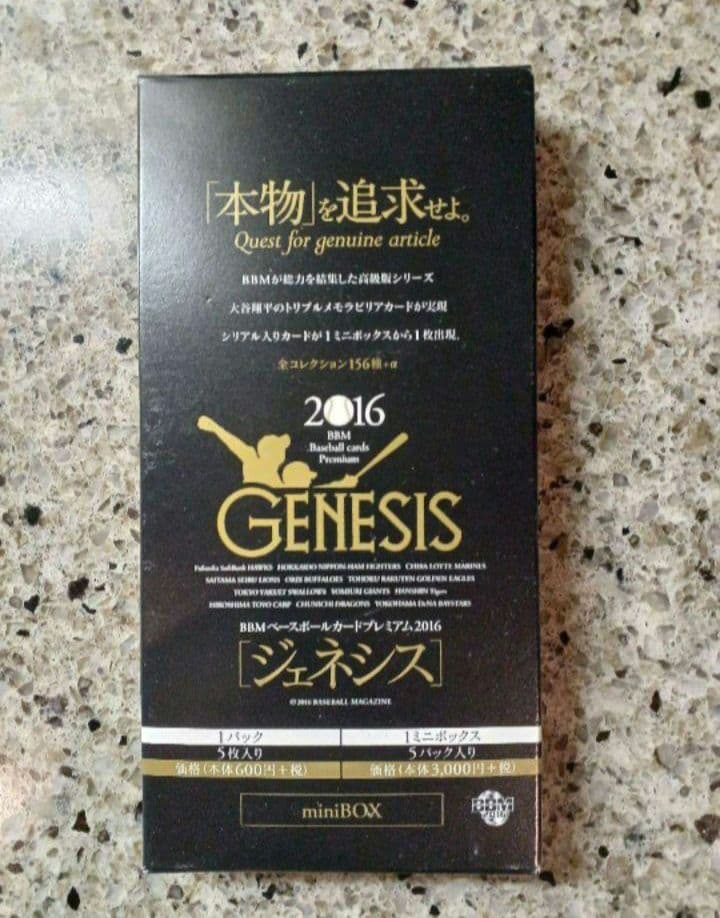 「本物」を追求せよ。
Quest for genuine article
BBMが総力を結集した高級版シリーズ
大谷翔平のトリプルメモラビリアカードが実現
シリアル入りカードが1ミニボックスから1枚出現。
全コレクション156種+α
2016
BBM
Baseball cards
Premium
GENESIS
Fukuoka SoftBank HAWKS HOKKAIDO NIPPON-HAM FIGHTERS CHIBA LOTTE MARINES
SAITAMA SEIBU LIONS ORIX BUFFALOES TOHOKU RAKUTEN GOLDEN EAGLES
TOKYO YAKULT SWALLOWS YOMIURI GIANTS HANSHIN Tigers
HIROSHIMA TOYO CARP CHUNICHI DRAGONS YOKOHAMA DeNA BAYSTARS
BBMベースボールカードプレミアム2016
[ジェネシス]
©2016 BASEBALL MAGAZINE
1パック
5枚入り
価格(本体600円+税)
1ミニボックス
5パック入り
価格(本体3,000円+税)
miniBOX
BBM
2016